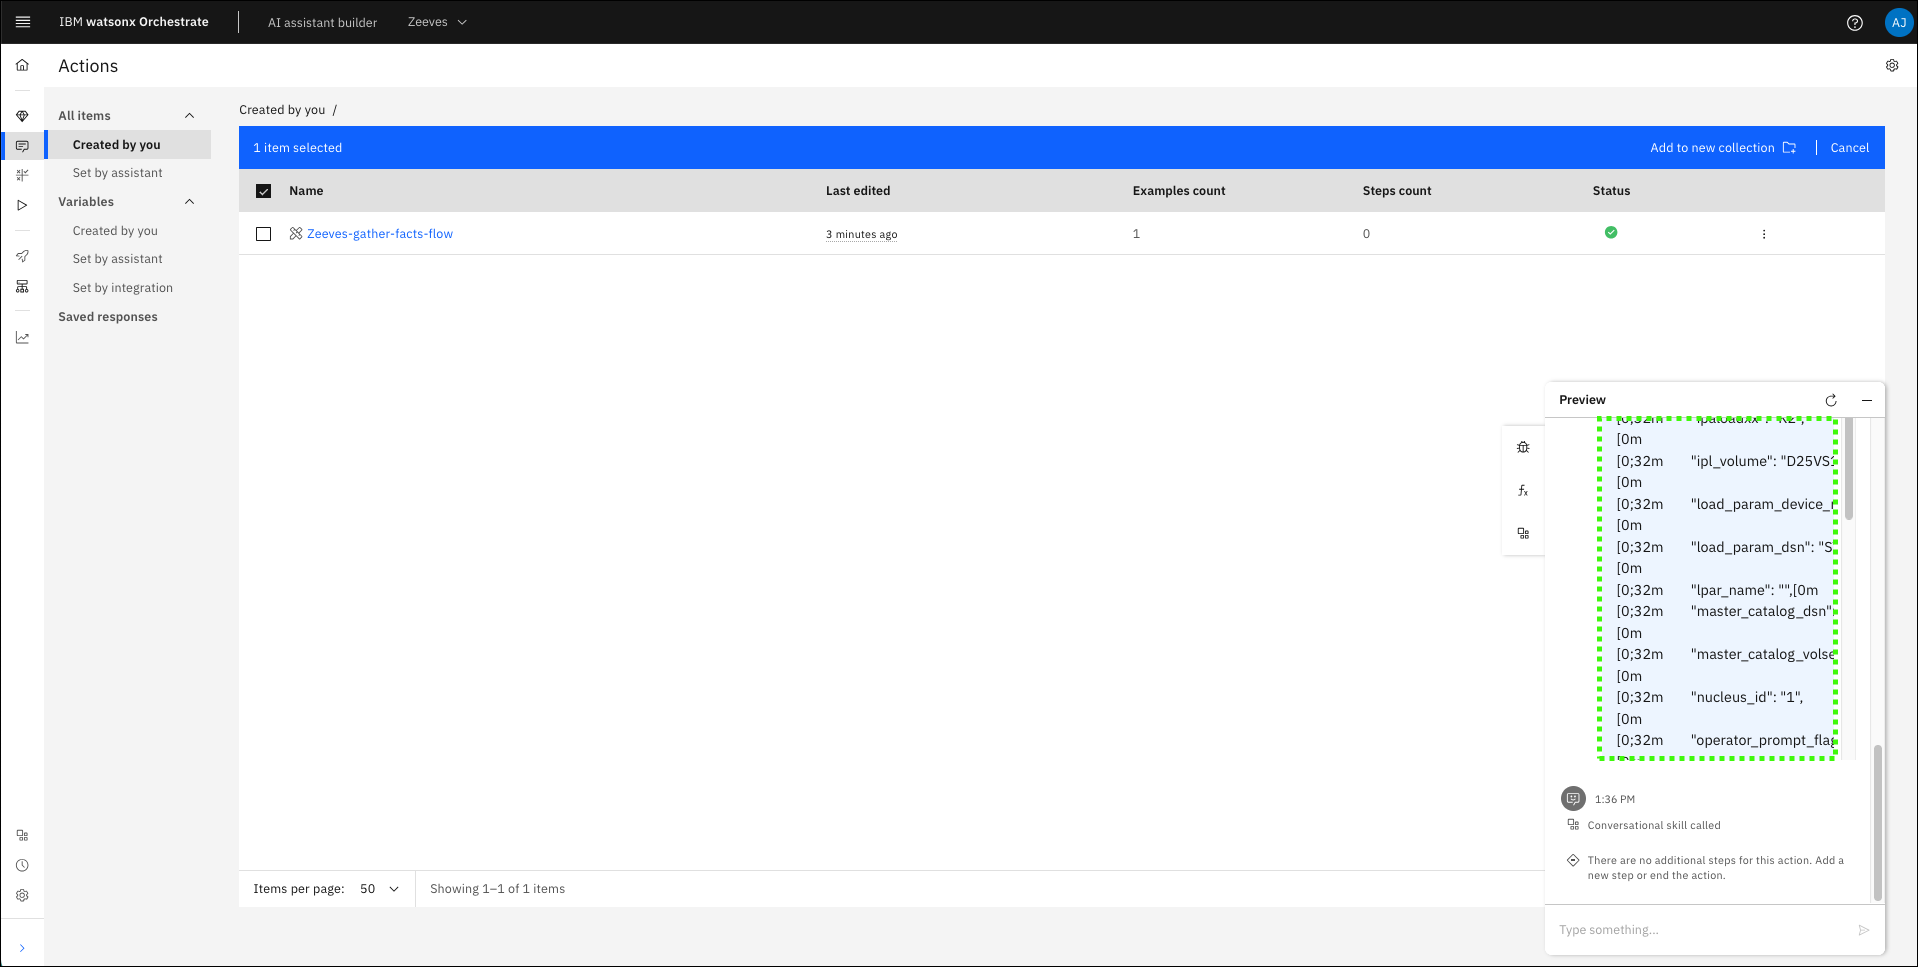 IBM watsonx Orchestrate
AI assistant builder
Zeeves
AJ
Actions
All items
Created by you
Set by assistant
Variables
Created by you
Set by assistant
Set by integration
Saved responses
Created by you /
1 item selected
Add to new collection
Cancel
Name Last edited Examples count Steps count Status
Zeeves-gather-facts-flow 3 minutes ago 1 0
Items per page: 50
Showing 1–1 of 1 items
Preview
[0m
[0;32m "ipl_volume": "D25VS1
[0m
[0;32m "load_param_device_
[0m
[0;32m "load_param_dsn": "S
[0m
[0;32m "lpar_name": "",[0m
[0;32m "master_catalog_dsn"
[0m
[0;32m "master_catalog_volse
[0m
[0;32m "nucleus_id": "1",
[0m
[0;32m "operator_prompt_flag
1:36 PM
Conversational skill called
There are no additional steps for this action. Add a
new step or end the action.
Type something...